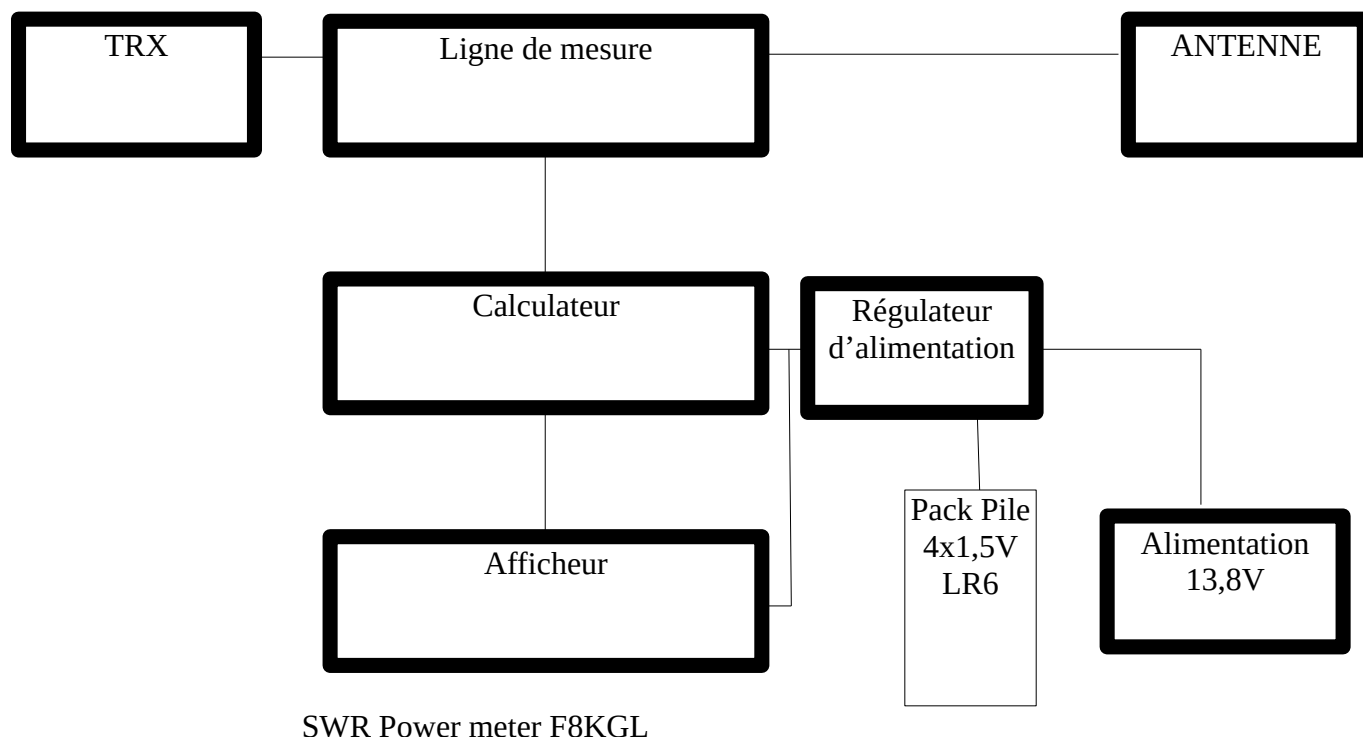 TRX
Ligne de mesure
ANTENNE
Calculateur
Régulateur
d’alimentation
Afficheur
Pack Pile
4x1,5V
LR6
Alimentation
13,8V
SWR Power meter F8KGL